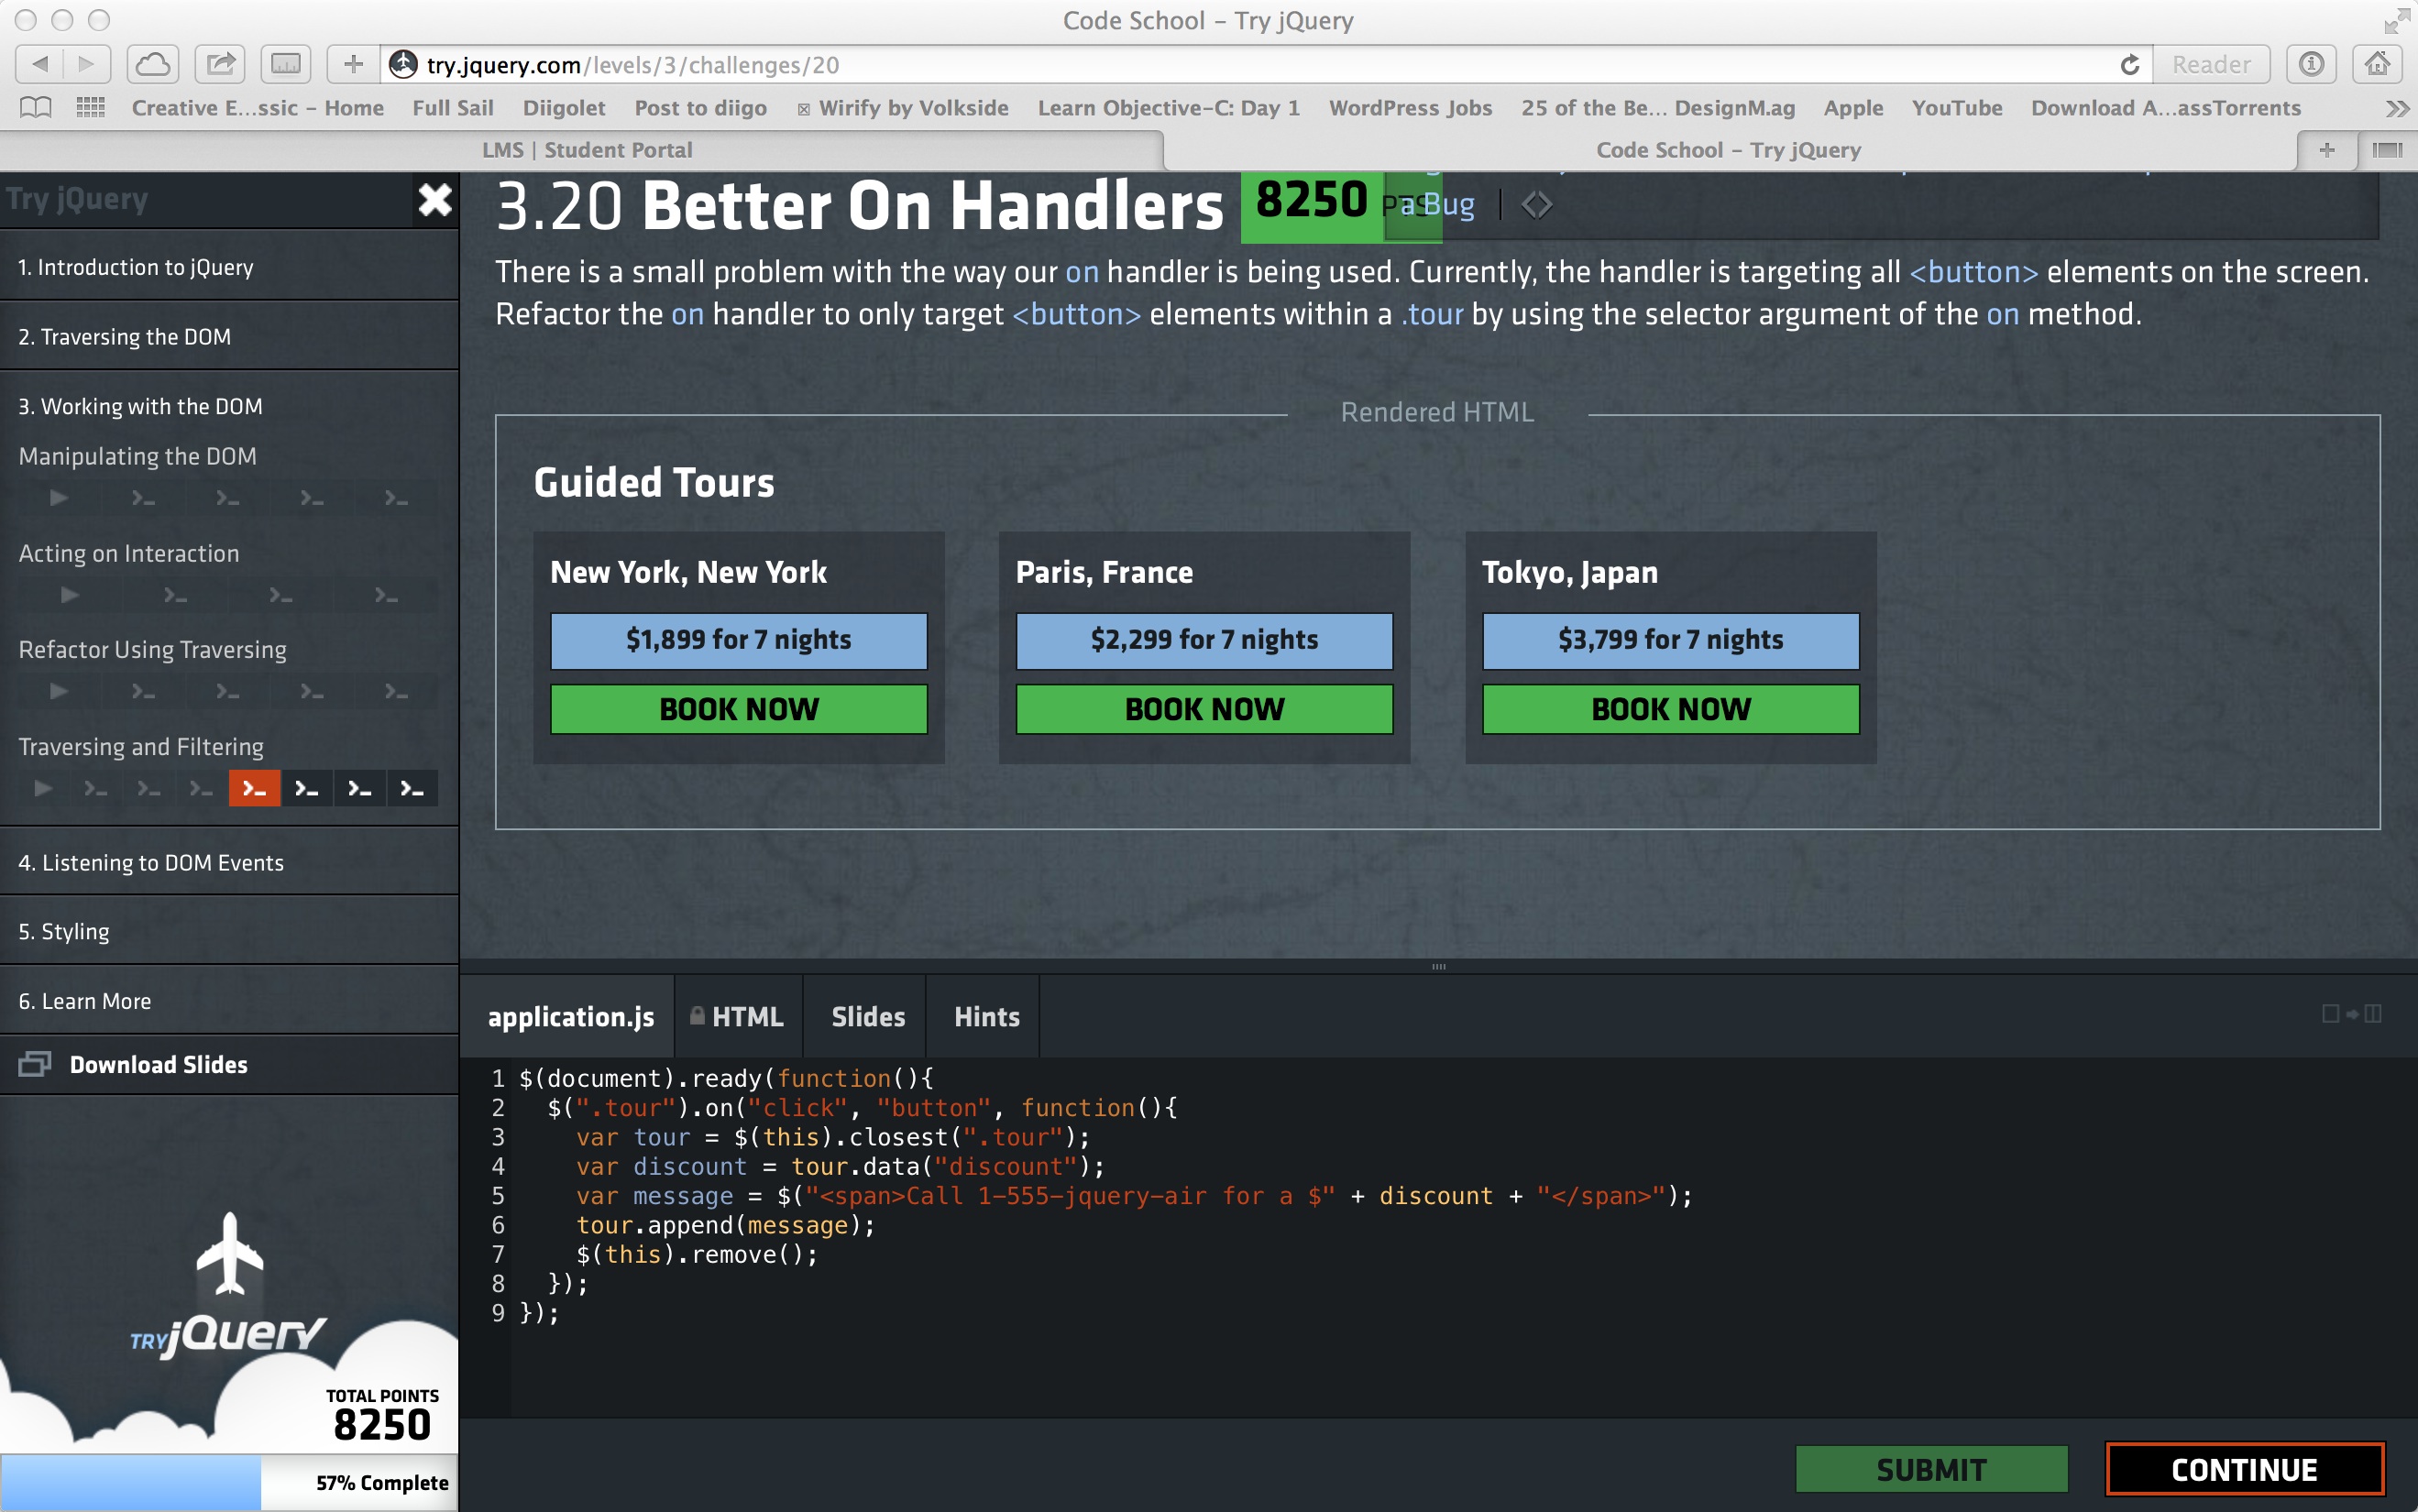 Code School – Try jQuery
try.jquery.com/levels/3/challenges/20
Reader
Creative E...ssic – Home Full Sail Diigolet Post to diigo Wirify by Volkside Learn Objective-C: Day 1 WordPress Jobs 25 of the Be... DesignM.ag Apple YouTube Download A...assTorrents
LMS | Student Portal
Code School – Try jQuery
Try jQuery
1. Introduction to jQuery
2. Traversing the DOM
3. Working with the DOM
Manipulating the DOM
Acting on Interaction
Refactor Using Traversing
Traversing and Filtering
4. Listening to DOM Events
5. Styling
6. Learn More
Download Slides
TRY jQuery
TOTAL POINTS
8250
57% Complete
3.20 Better On Handlers 8250 PTS
a Bug |
There is a small problem with the way our on handler is being used. Currently, the handler is targeting all <button> elements on the screen.
Refactor the on handler to only target <button> elements within a .tour by using the selector argument of the on method.
Rendered HTML
Guided Tours
New York, New York
$1,899 for 7 nights
BOOK NOW
Paris, France
$2,299 for 7 nights
BOOK NOW
Tokyo, Japan
$3,799 for 7 nights
BOOK NOW
application.js HTML Slides Hints
1 $(document).ready(function(){
2   $(".tour").on("click", "button", function(){
3     var tour = $(this).closest(".tour");
4     var discount = tour.data("discount");
5     var message = $("<span>Call 1-555-jquery-air for a $" + discount + "</span>");
6     tour.append(message);
7     $(this).remove();
8   });
9 });
SUBMIT
CONTINUE